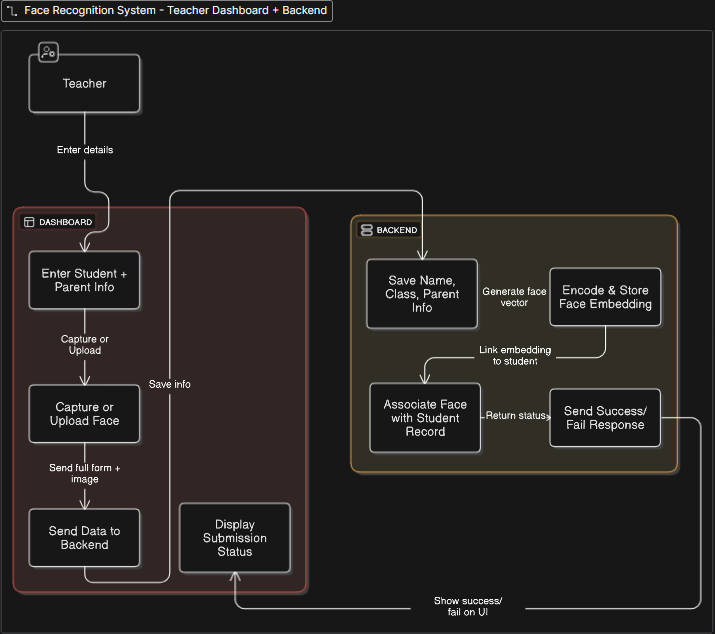 Face Recognition System - Teacher Dashboard + Backend
Teacher
Enter details
DASHBOARD
Enter Student +
Parent Info
Capture or
Upload
Capture or
Upload Face
Send full form +
image
Send Data to
Backend
Save info
Display
Submission
Status
BACKEND
Save Name,
Class, Parent
Info
Generate face
vector
Encode & Store
Face Embedding
Link embedding
to student
Associate Face
with Student
Record
Return status
Send Success/
Fail Response
Show success/
fail on UI